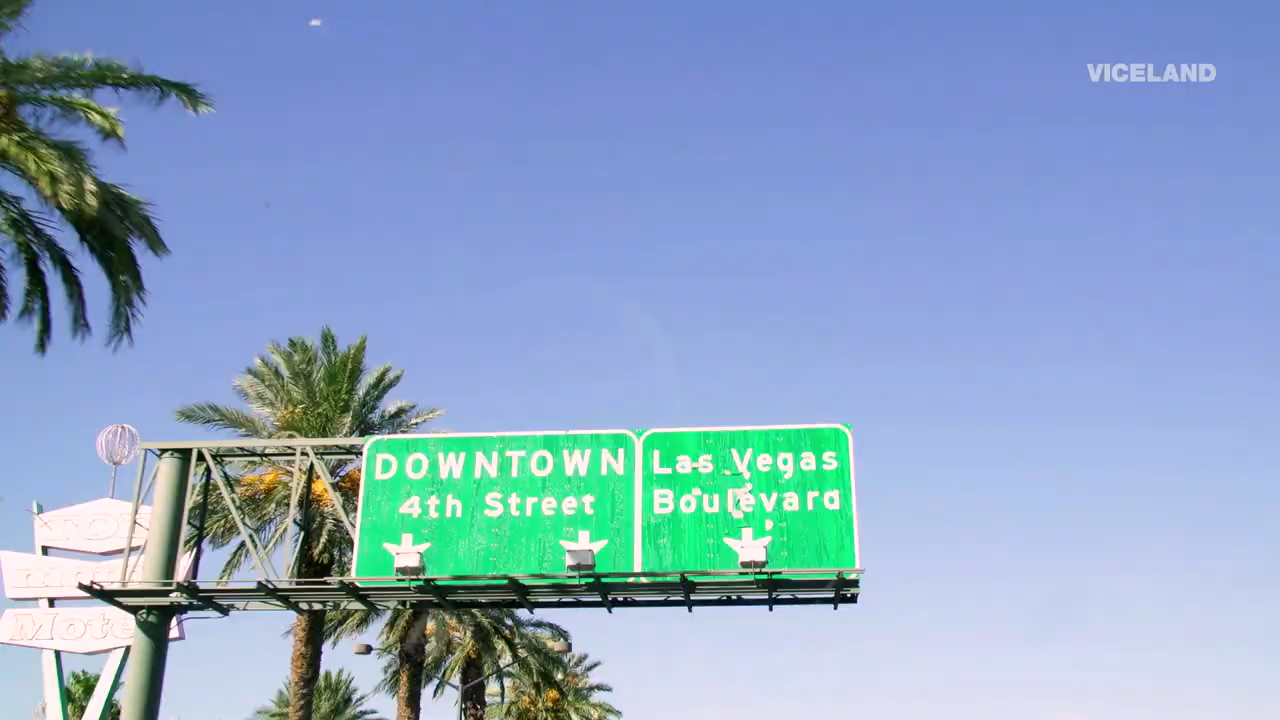 VICELAND
DOWNTOWN
4th Street
Las Vegas
Boulevard
Motel